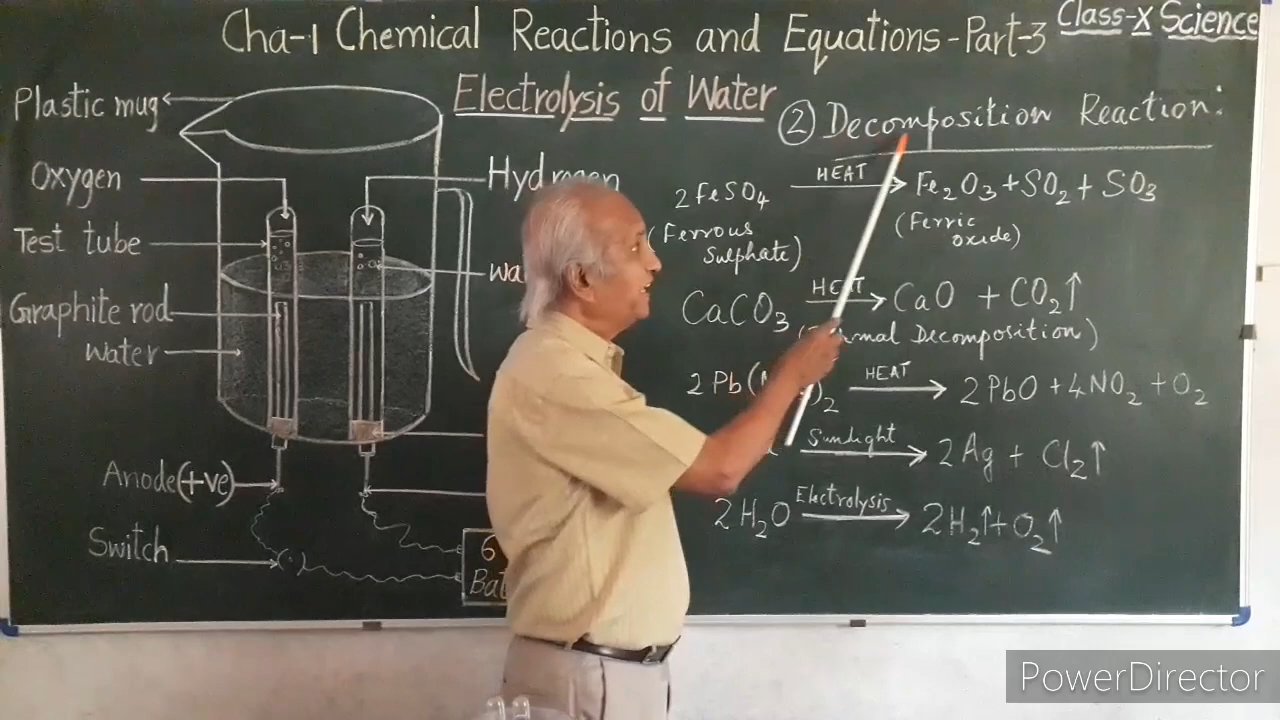 Cha-1 Chemical Reactions and Equations-Part-3
Class-X Science
Electrolysis of Water
Plastic mug
Oxygen
Test tube
Graphite rod
Water
Anode(+ve)
Switch
6
② Decomposition Reaction:
2FeSO₄ HEAT → Fe₂O₃+SO₂+SO₃
(Ferrous Sulphate) (Ferric oxide)
CaCO₃ HEAT → CaO + CO₂↑
Decomposition)
2Pb( )₂ HEAT → 2PbO+4NO₂+O₂
Sunlight → 2Ag + Cl₂↑
2H₂O Electrolysis → 2H₂↑+O₂↑
PowerDirector